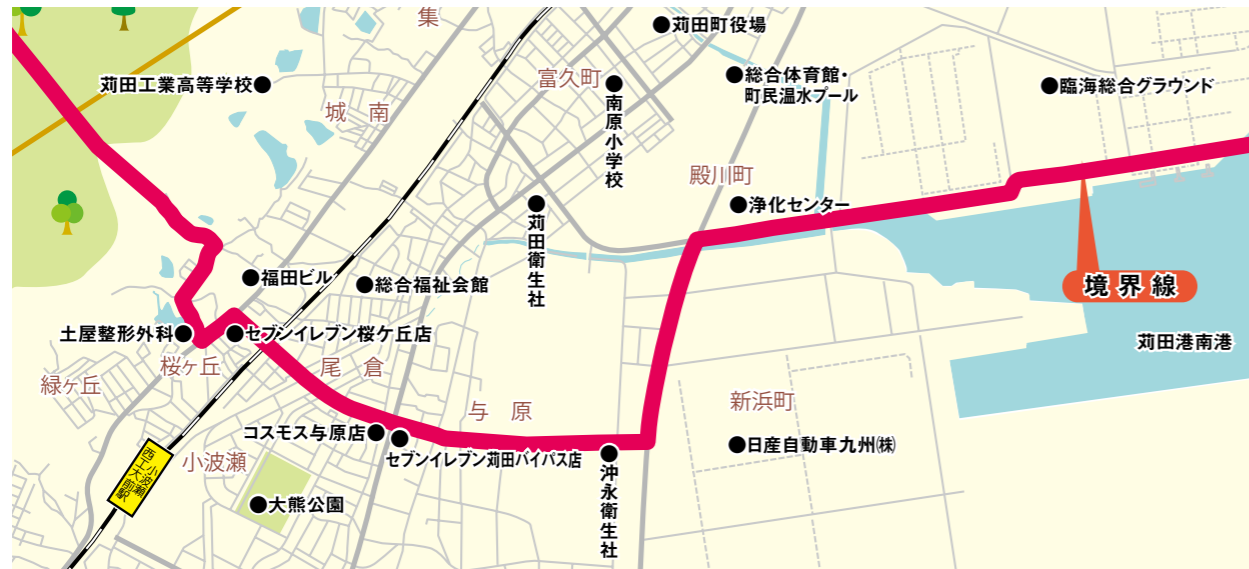 集
苅田町役場
苅田工業高等学校
富久町
総合体育館・
町民温水プール
臨海総合グラウンド
城南
南原小学校
殿川町
浄化センター
苅田衛生社
福田ビル
総合福祉会館
境界線
土屋整形外科
セブンイレブン桜ケ丘店
苅田港南港
緑ヶ丘
桜ヶ丘
尾倉
与原
新浜町
コスモス与原店
セブンイレブン苅田バイパス店
日産自動車九州㈱
小波瀬
小波瀬
西工大前駅
沖永衛生社
大熊公園